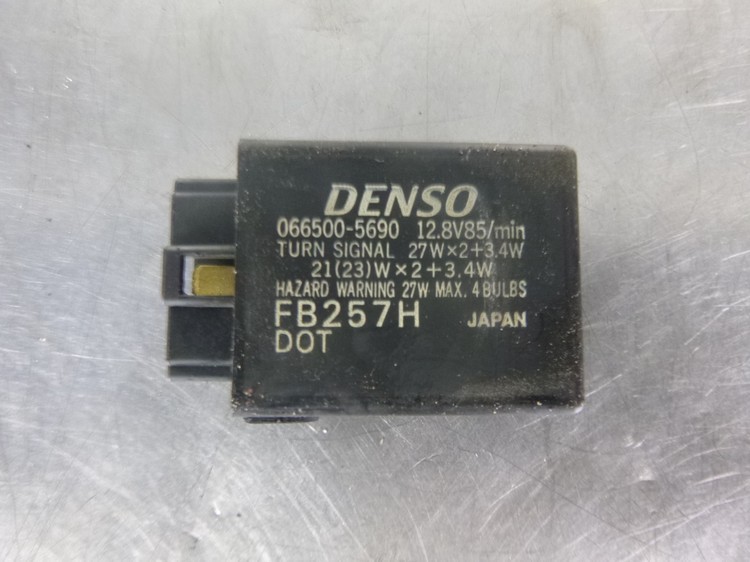 DENSO
066500-5690 12.8V85/min
TURN SIGNAL 27W×2+3.4W
21(23)W×2+3.4W
HAZARD WARNING 27W MAX. 4BULBS
FB257H JAPAN
DOT